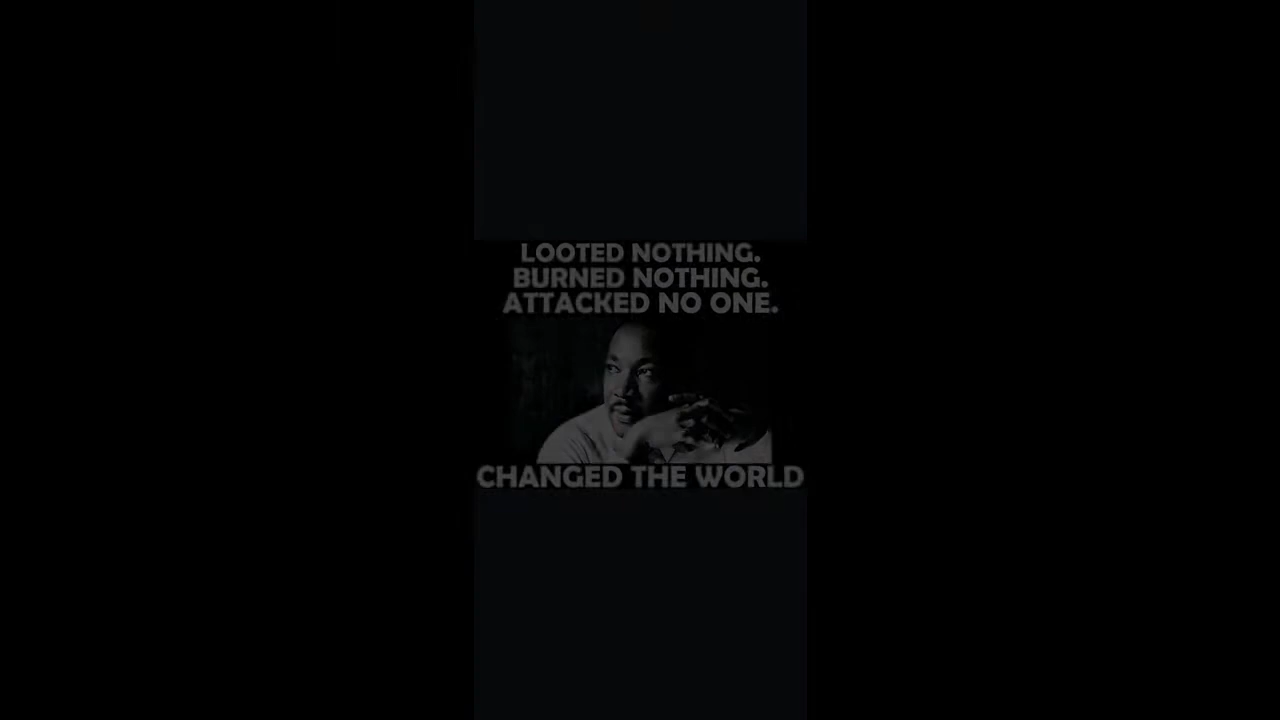 LOOTED NOTHING.
BURNED NOTHING.
ATTACKED NO ONE.
CHANGED THE WORLD